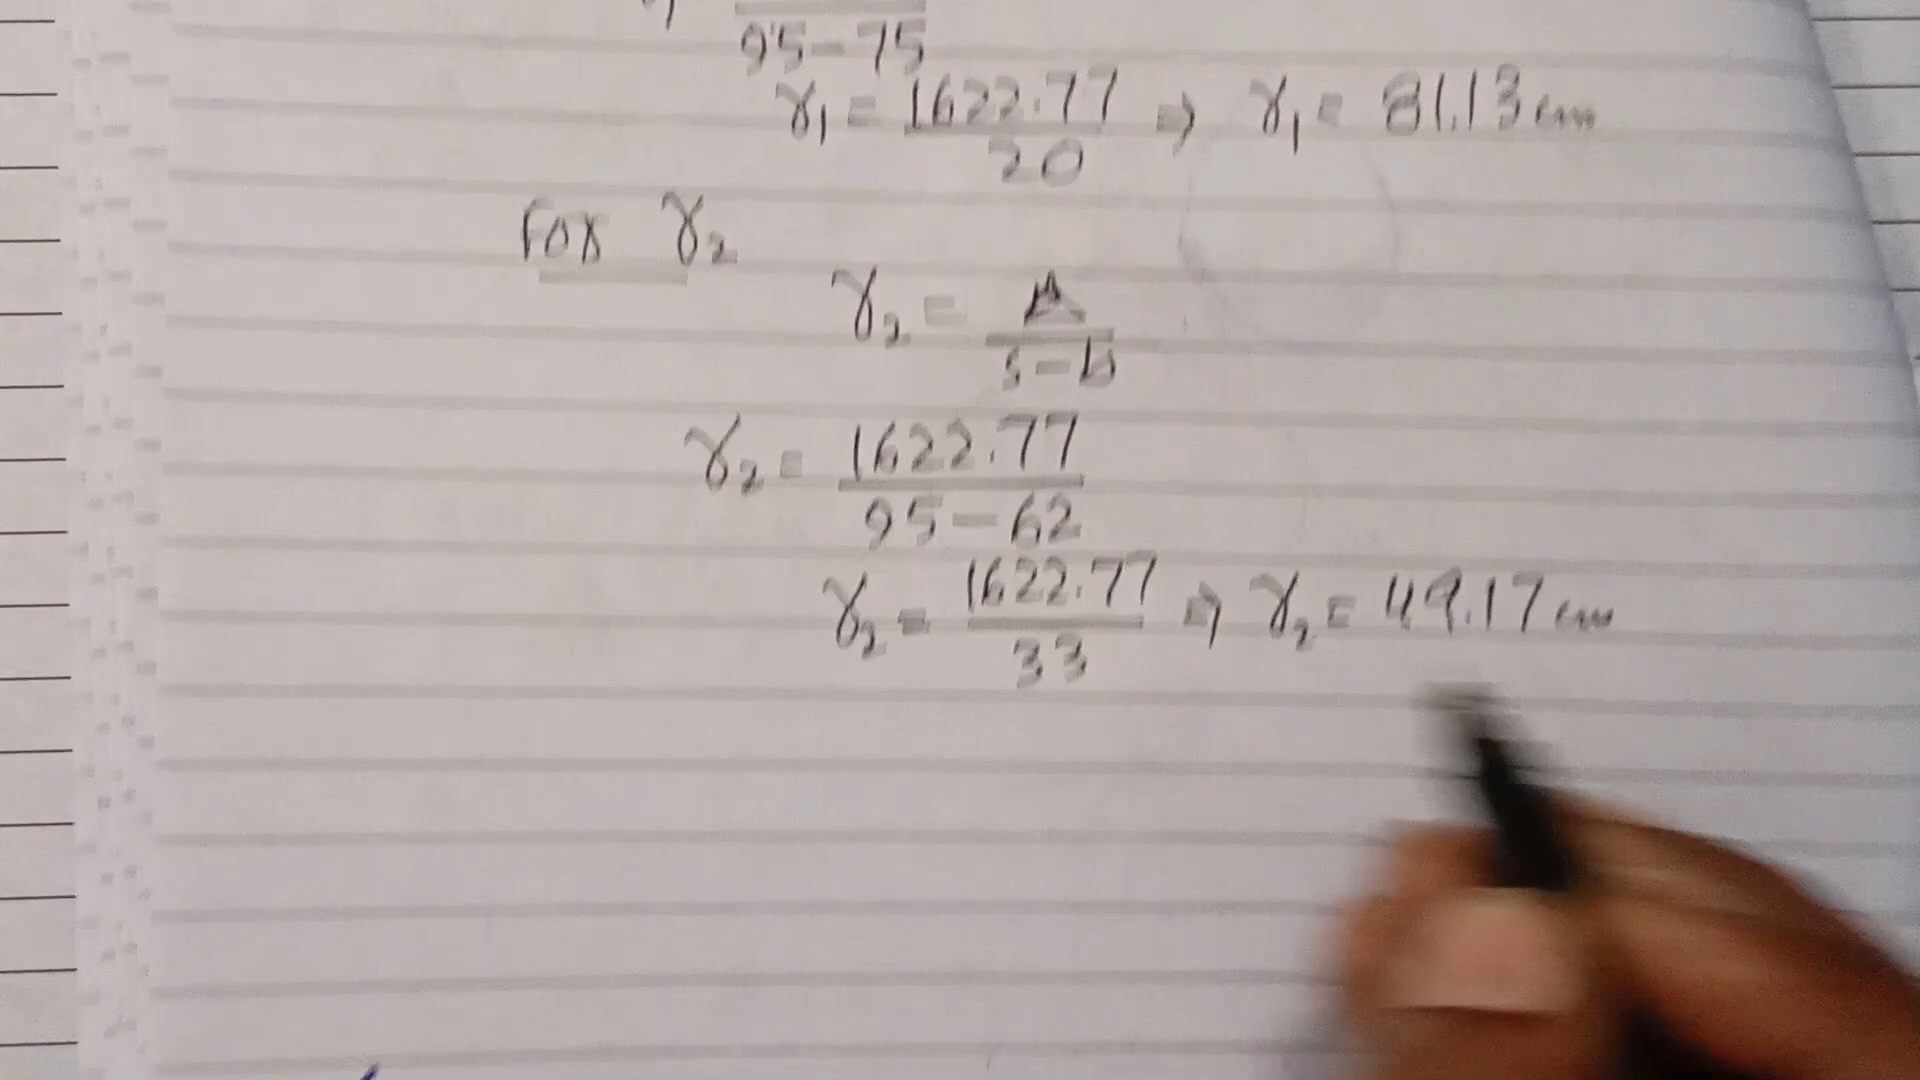 95-75
γ₁ = 1622.77/20 ⇒ γ₁ = 81.13 cm
For γ₂
γ₂ = Δ/s-b
γ₂ = 1622.77/95-62
γ₂ = 1622.77/33 ⇒ γ₂ = 49.17 cm